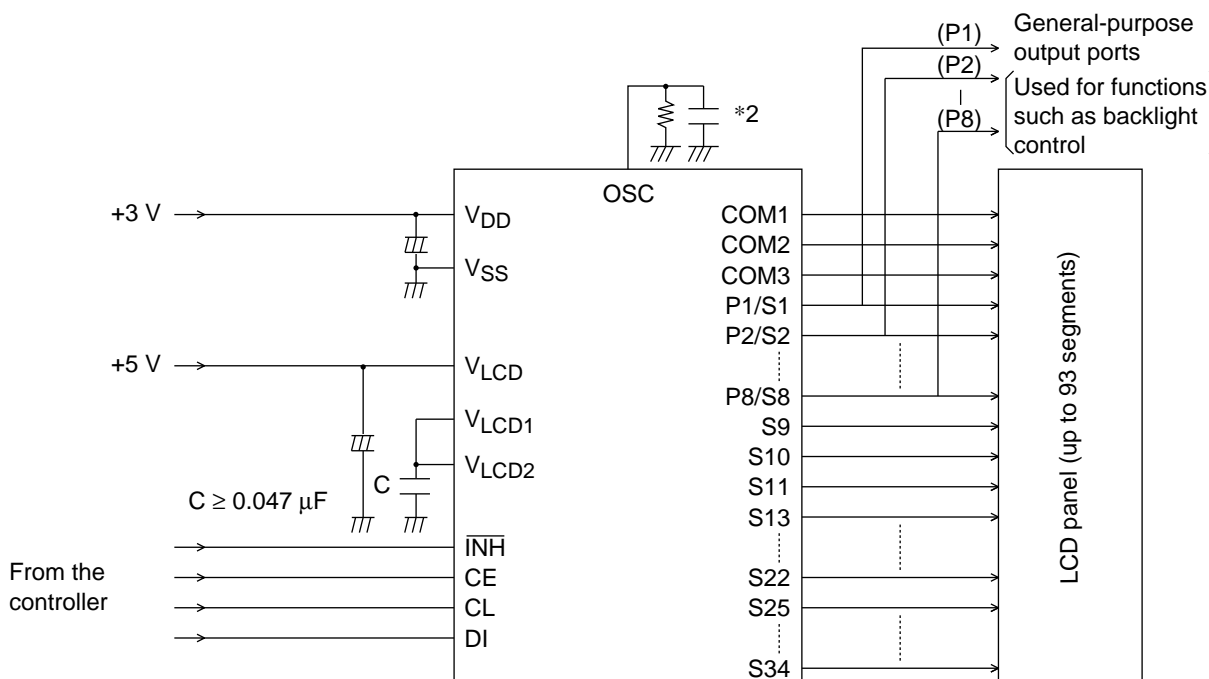 (P1)
General-purpose
output ports
(P2)
Used for functions
such as backlight
control
(P8)
*2
OSC
+3 V
VDD
VSS
+5 V
VLCD
VLCD1
VLCD2
C
C ≥ 0.047 μF
From the
controller
INH
CE
CL
DI
COM1
COM2
COM3
P1/S1
P2/S2
P8/S8
S9
S10
S11
S13
S22
S25
S34
LCD panel (up to 93 segments)